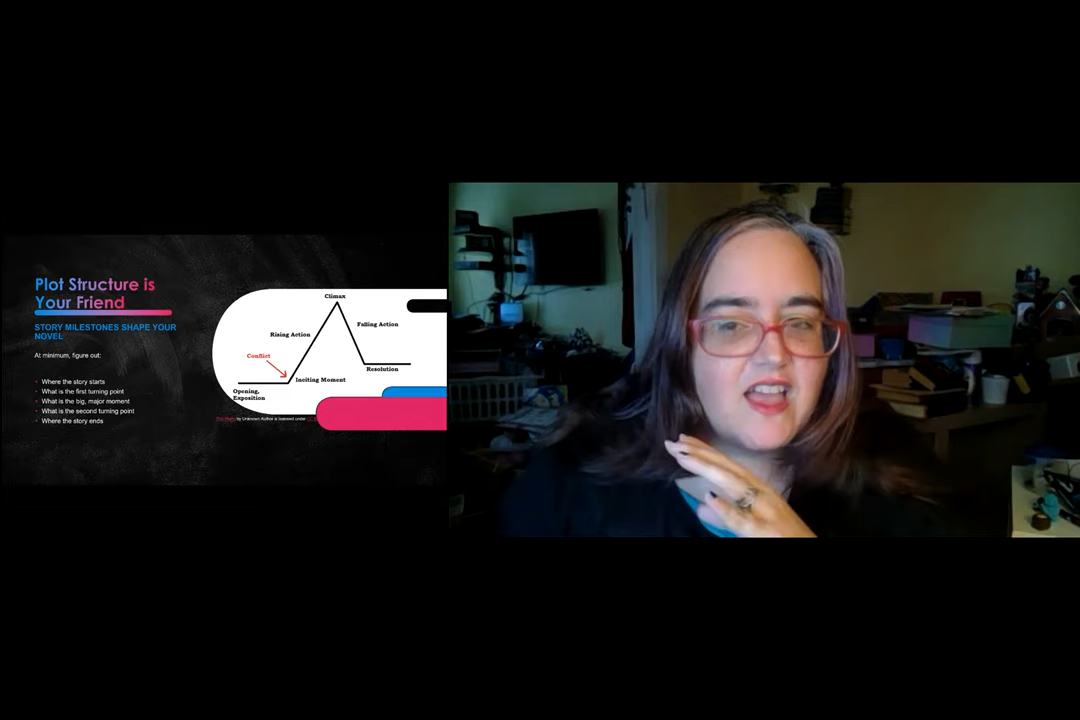 Plot Structure is
Your Friend
STORY MILESTONES SHAPE YOUR
NOVEL
At minimum, figure out:
Where the story starts
What is the first turning point
What is the big, major moment
What is the second turning point
Where the story ends
Climax
Rising Action
Falling Action
Conflict
Resolution
Inciting Moment
Opening,
Exposition
by Unknown Author is licensed under